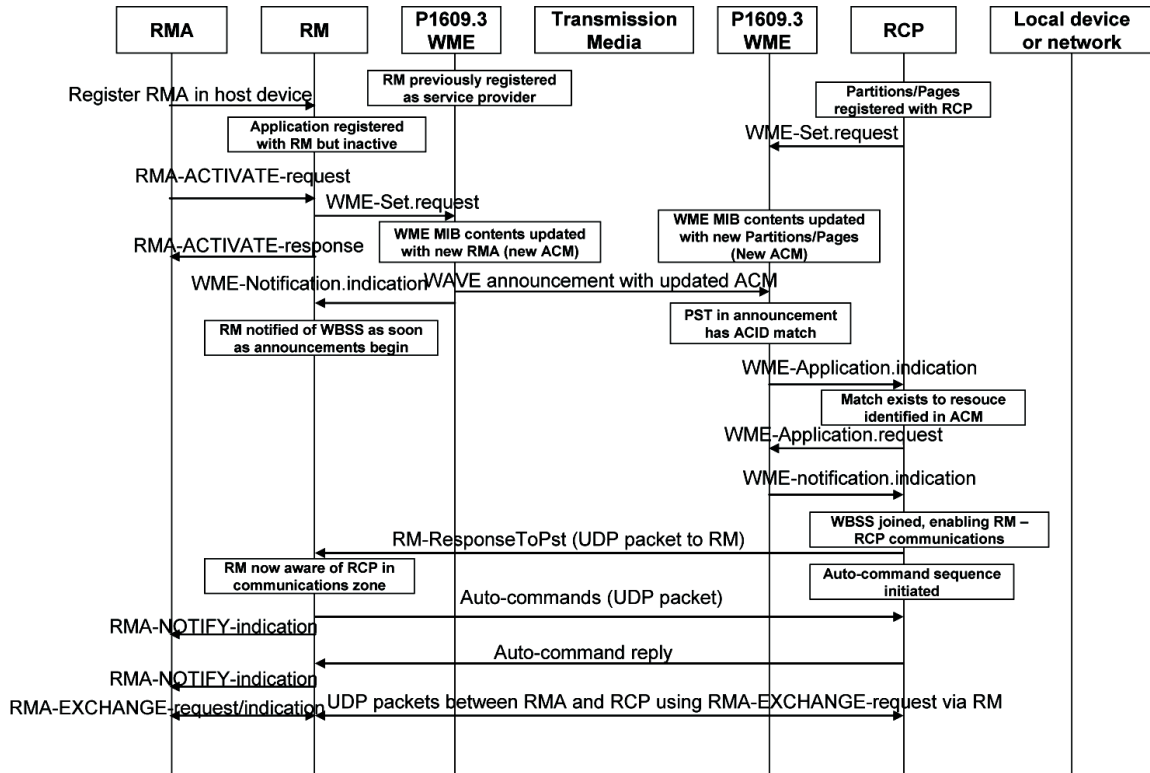 RMA
RM
P1609.3
WME
Transmission
Media
P1609.3
WME
RCP
Local device
or network
RM previously registered
as service provider
Partitions/Pages
registered with RCP
Register RMA in host device
Application registered
with RM but inactive
WME-Set.request
RMA-ACTIVATE-request
WME-Set.request
WME MIB contents updated
with new RMA (new ACM)
WME MIB contents updated
with new Partitions/Pages
(New ACM)
RMA-ACTIVATE-response
WME-Notification.indication
WAVE announcement with updated ACM
RM notified of WBSS as soon
as announcements begin
PST in announcement
has ACID match
WME-Application.indication
Match exists to resouce
identified in ACM
WME-Application.request
WME-notification.indication
WBSS joined, enabling RM –
RCP communications
RM-ResponseToPst (UDP packet to RM)
RM now aware of RCP in
communications zone
Auto-command sequence
initiated
Auto-commands (UDP packet)
RMA-NOTIFY-indication
Auto-command reply
RMA-NOTIFY-indication
RMA-EXCHANGE-request/indication
UDP packets between RMA and RCP using RMA-EXCHANGE-request via RM